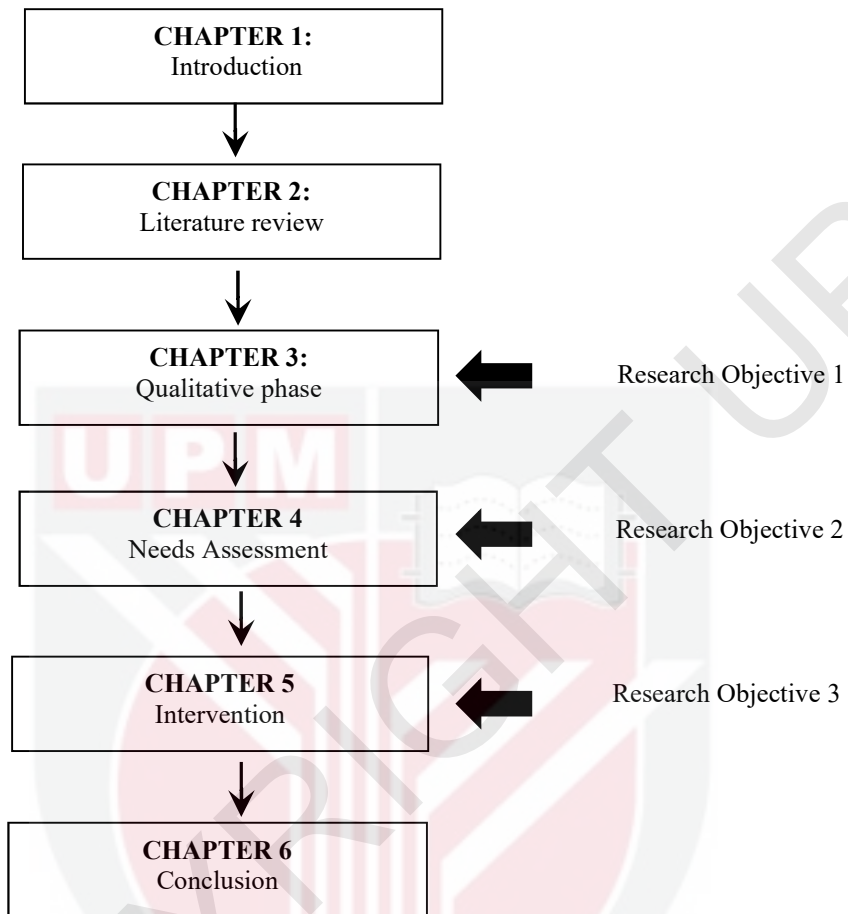 CHAPTER 1:
Introduction
CHAPTER 2:
Literature review
CHAPTER 3:
Qualitative phase
Research Objective 1
UPM
CHAPTER 4
Needs Assessment
Research Objective 2
CHAPTER 5
Intervention
Research Objective 3
CHAPTER 6
Conclusion